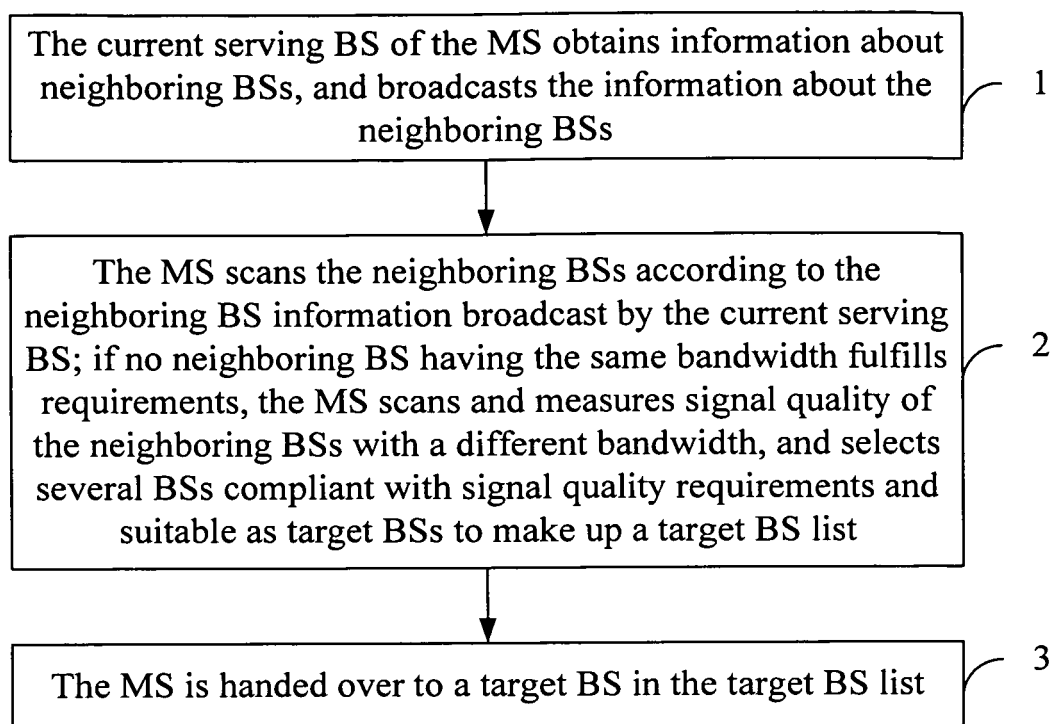 The current serving BS of the MS obtains information about
neighboring BSs, and broadcasts the information about the
neighboring BSs
1
The MS scans the neighboring BSs according to the
neighboring BS information broadcast by the current serving
BS; if no neighboring BS having the same bandwidth fulfills
requirements, the MS scans and measures signal quality of
the neighboring BSs with a different bandwidth, and selects
several BSs compliant with signal quality requirements and
suitable as target BSs to make up a target BS list
2
The MS is handed over to a target BS in the target BS list
3